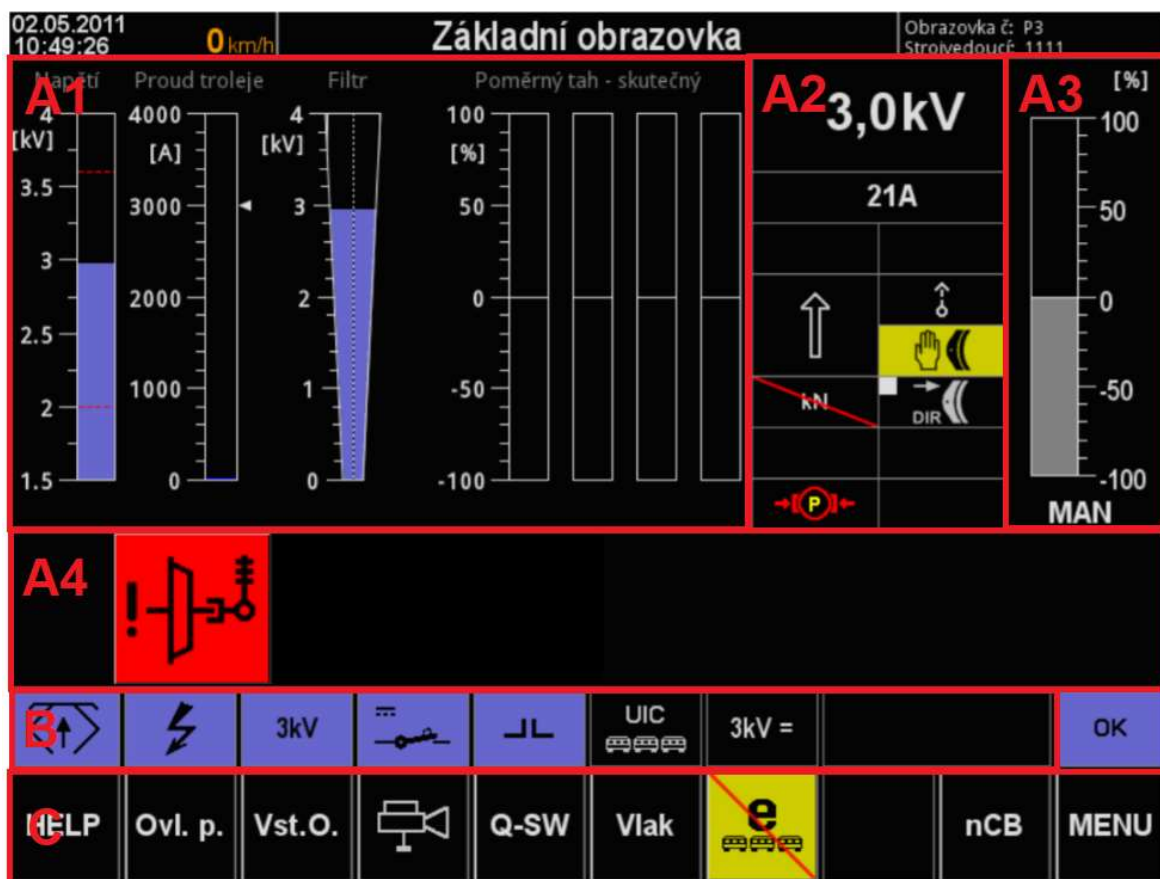 02.05.2011
10:49:26
0 km/h
Základní obrazovka
Obrazovka č: P3
Strojvedoucí: 1111
A1
Napětí
Proud troleje
Filtr
Poměrný tah - skutečný
4
[kV]
3.5
3
2.5
2
1.5
4000
[A]
3000
2000
1000
0
4
[kV]
3
2
1
0
100
[%]
50
0
-50
-100
A2
3,0kV
21A
kN
DIR
P
A3
[%]
100
50
0
-50
-100
MAN
A4
!
B
3kV
UIC
3kV =
OK
C
HELP
Ovl. p.
Vst.O.
Q-SW
Vlak
e
nCB
MENU